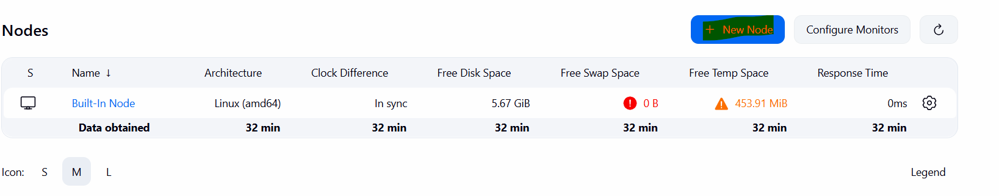 Nodes + New Node Configure Monitors
S Name ↓ Architecture Clock Difference Free Disk Space Free Swap Space Free Temp Space Response Time
Built-In Node Linux (amd64) In sync 5.67 GiB 0 B 453.91 MiB 0ms
Data obtained 32 min 32 min 32 min 32 min 32 min 32 min
Icon: S M L Legend